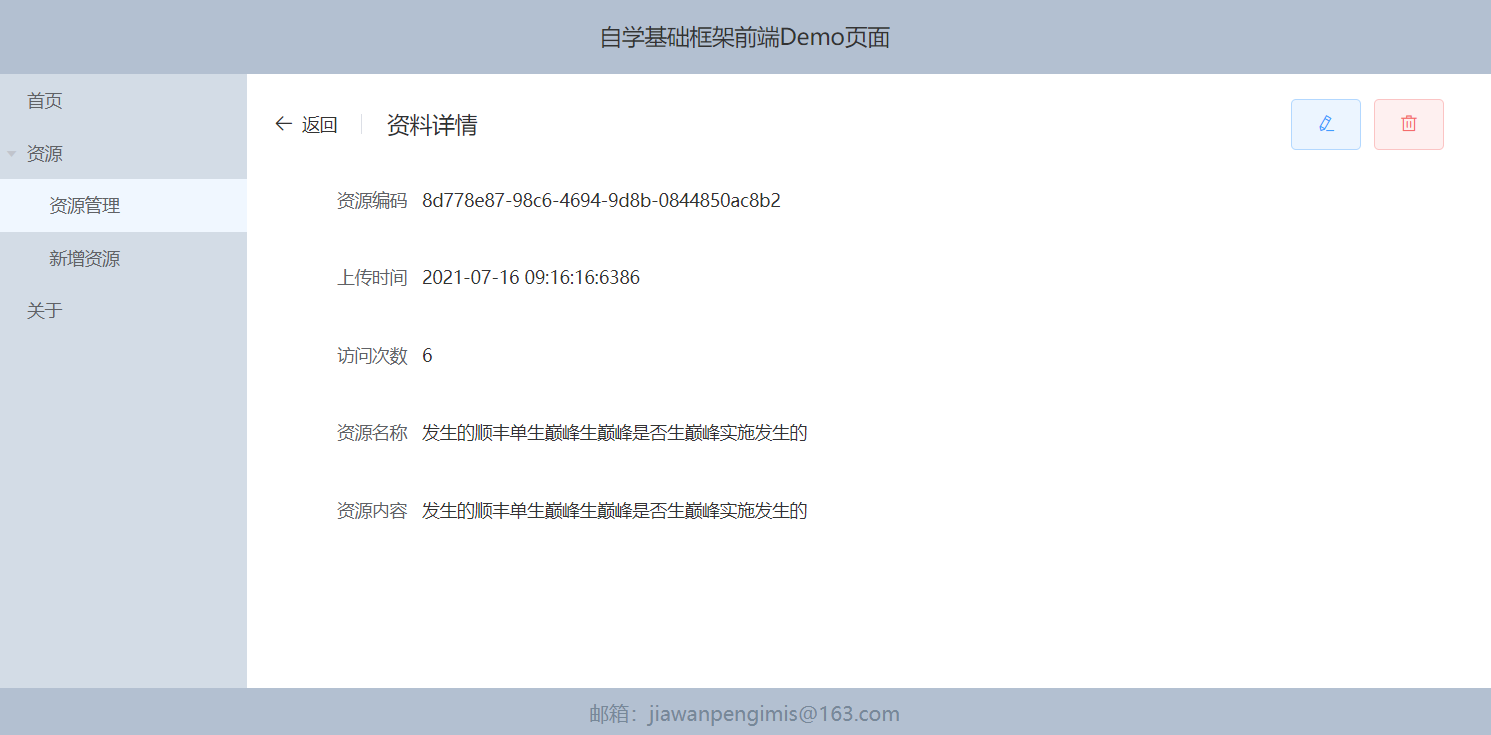 自学基础框架前端Demo页面
首页
资源
资源管理
新增资源
关于
返回
资料详情
资源编码 8d778e87-98c6-4694-9d8b-0844850ac8b2
上传时间 2021-07-16 09:16:16:6386
访问次数 6
资源名称 发生的顺丰单生巅峰生巅峰是否生巅峰实施发生的
资源内容 发生的顺丰单生巅峰生巅峰是否生巅峰实施发生的
邮箱：jiawanpengimis@163.com